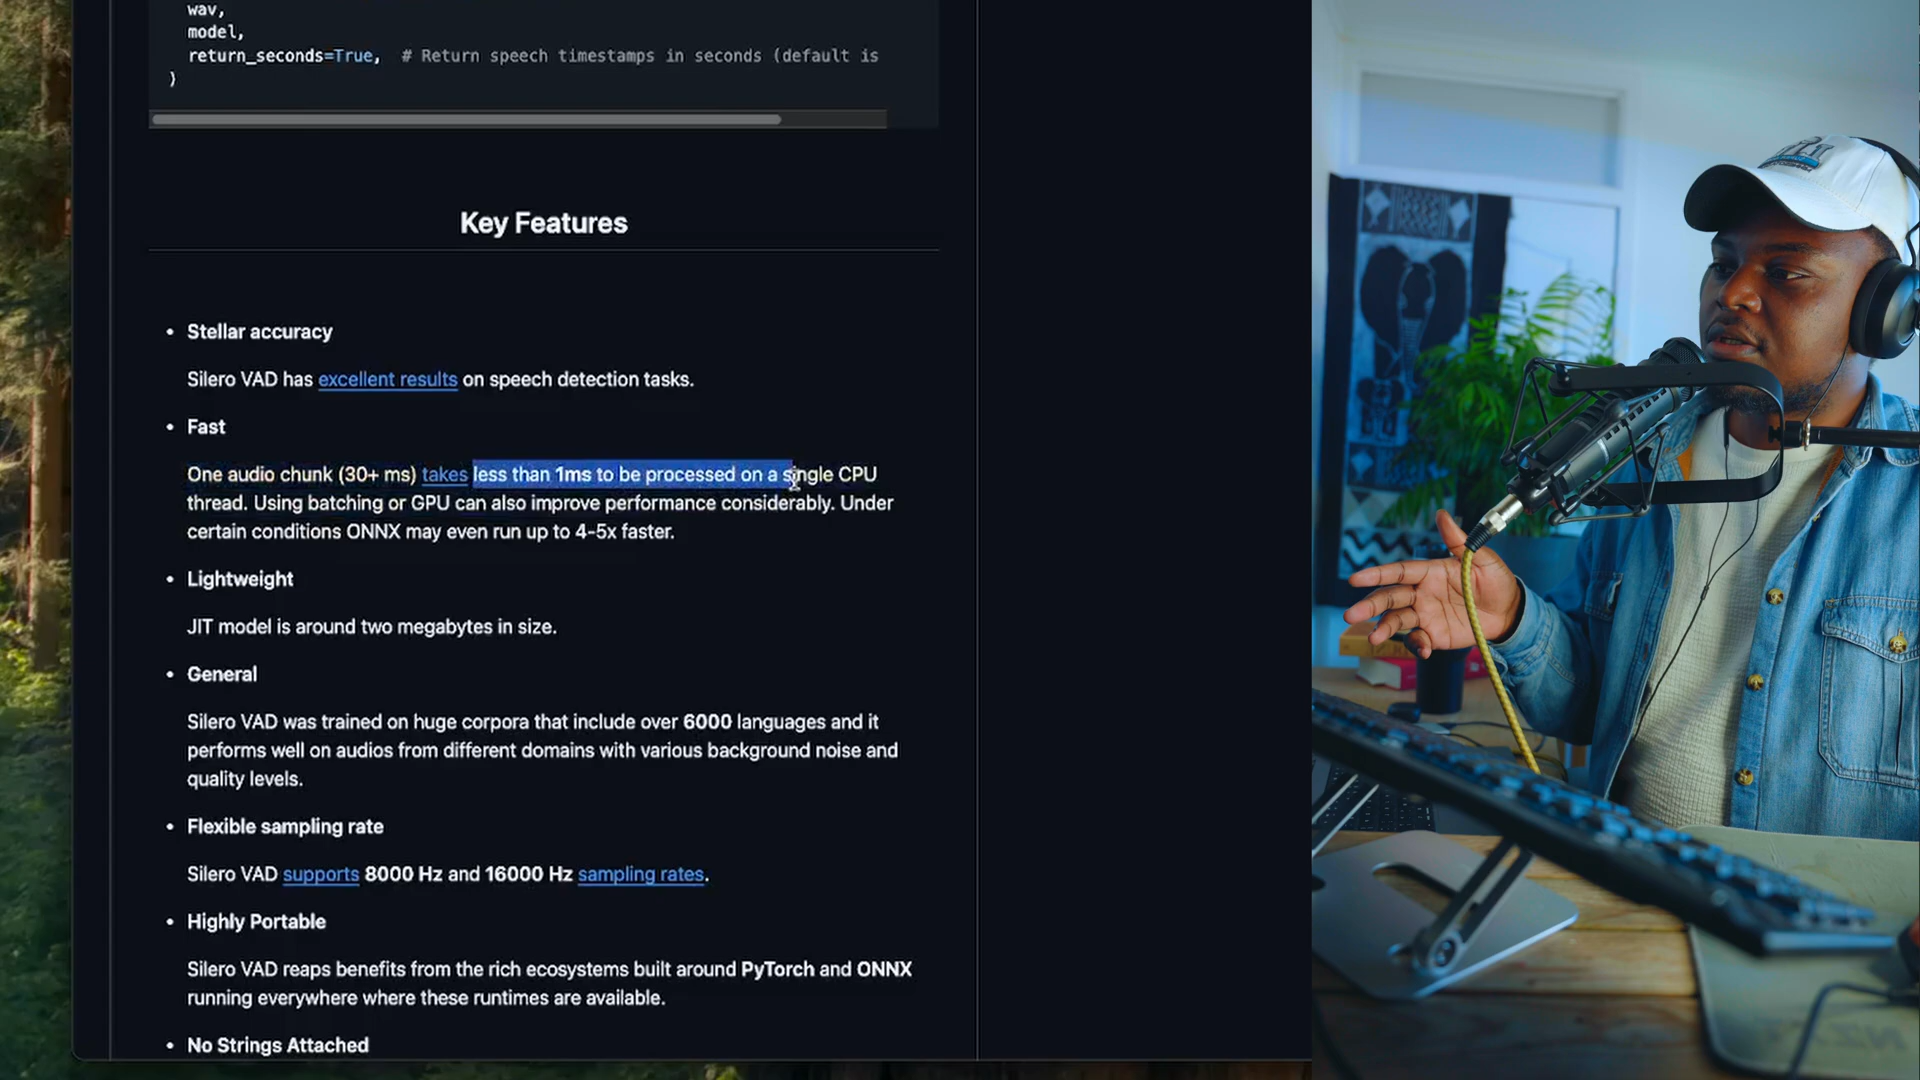 wav,
model,
return_seconds=True,  # Return speech timestamps in seconds (default is
)
Key Features
• Stellar accuracy
Silero VAD has excellent results on speech detection tasks.
• Fast
One audio chunk (30+ ms) takes less than 1ms to be processed on a single CPU
thread. Using batching or GPU can also improve performance considerably. Under
certain conditions ONNX may even run up to 4-5x faster.
• Lightweight
JIT model is around two megabytes in size.
• General
Silero VAD was trained on huge corpora that include over 6000 languages and it
performs well on audios from different domains with various background noise and
quality levels.
• Flexible sampling rate
Silero VAD supports 8000 Hz and 16000 Hz sampling rates.
• Highly Portable
Silero VAD reaps benefits from the rich ecosystems built around PyTorch and ONNX
running everywhere where these runtimes are available.
• No Strings Attached